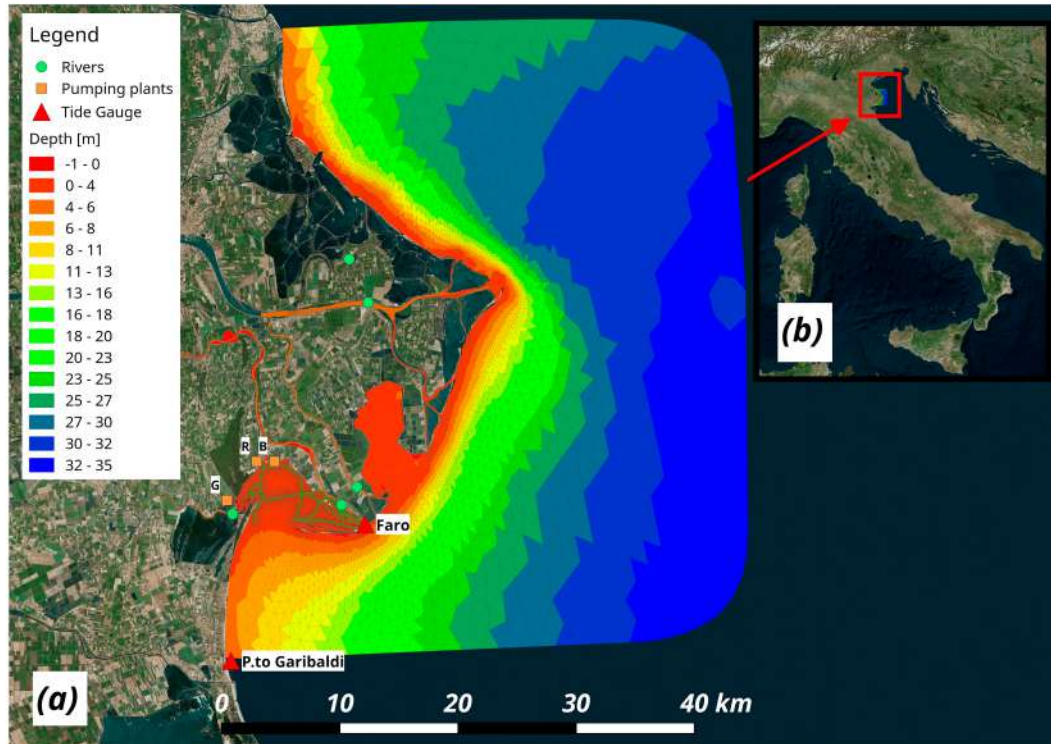 Legend
Rivers
Pumping plants
Tide Gauge
Depth [m]
-1 - 0
0 - 4
4 - 6
6 - 8
8 - 11
11 - 13
13 - 16
16 - 18
18 - 20
20 - 23
23 - 25
25 - 27
27 - 30
30 - 32
32 - 35
(b)
R B
G
Faro
P.to Garibaldi
(a)
0 10 20 30 40 km